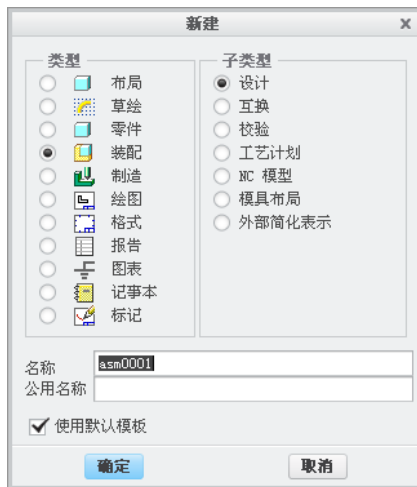 新建
x
类型
布局
草绘
零件
装配
制造
绘图
格式
报告
图表
记事本
标记
子类型
设计
互换
校验
工艺计划
NC 模型
模具布局
外部简化表示
名称 asm0001
公用名称
使用默认模板
确定 取消